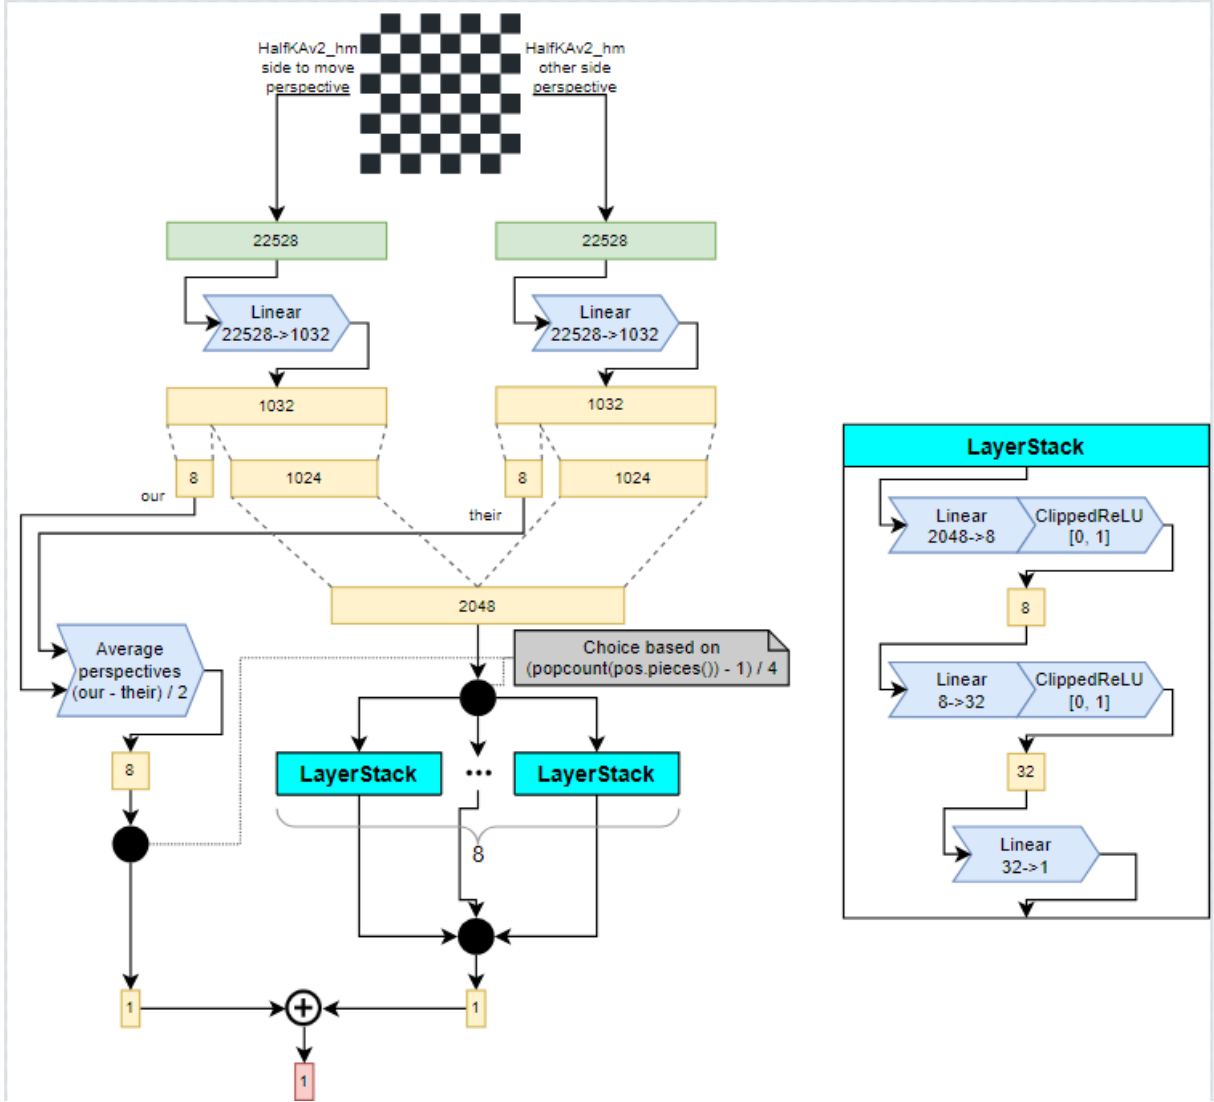 HalfKAv2_hm
side to move
perspective
HalfKAv2_hm
other side
perspective
22528
22528
Linear
22528->1032
Linear
22528->1032
1032
1032
8
1024
8
1024
our
their
2048
Choice based on
(popcount(pos.pieces()) - 1) / 4
Average
perspectives
(our - their) / 2
8
LayerStack
...
LayerStack
8
1
1
1
LayerStack
Linear
2048->8
ClippedReLU
[0, 1]
8
Linear
8->32
ClippedReLU
[0, 1]
32
Linear
32->1